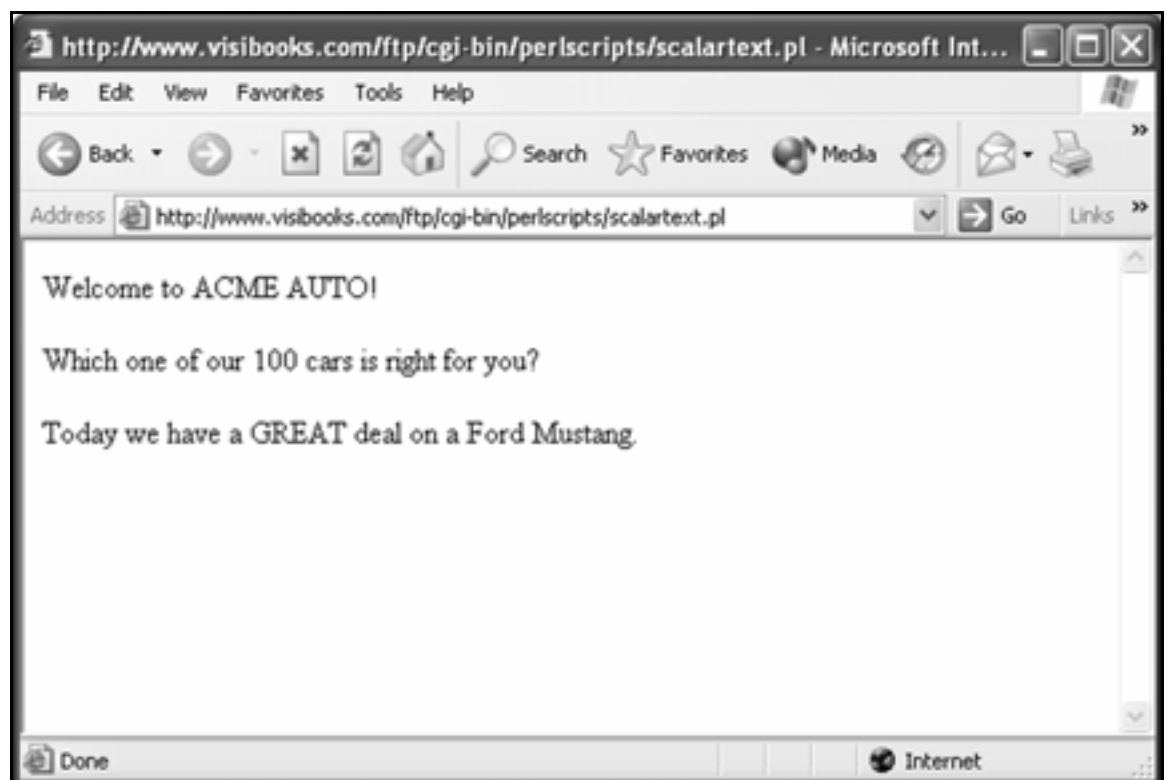 http://www.visibooks.com/ftp/cgi-bin/perlscripts/scalartext.pl - Microsoft Int...
File Edit View Favorites Tools Help
Back Search Favorites Media »
Address http://www.visibooks.com/ftp/cgi-bin/perlscripts/scalartext.pl Go Links »
Welcome to ACME AUTO!
Which one of our 100 cars is right for you?
Today we have a GREAT deal on a Ford Mustang.
Done Internet